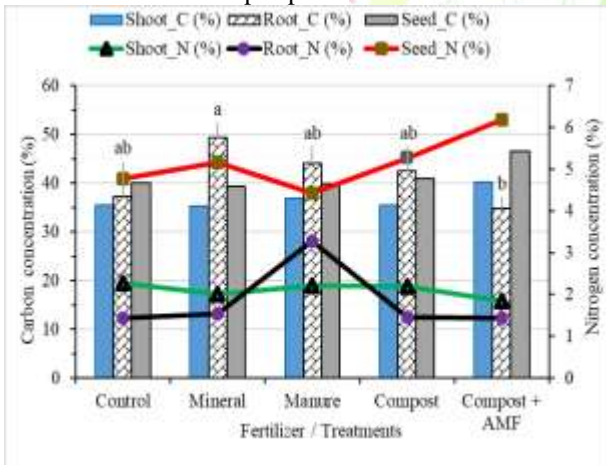 Shoot_C (%) Root_C (%) Seed_C (%)
Shoot_N (%) Root_N (%) Seed_N (%)
Carbon concentration (%)
60
50
40
30
20
10
0
ab a ab ab b
7
6
5
4
3
2
1
0
Nitrogen concentration (%)
Control Mineral Manure Compost Compost +
AMF
Fertilizer / Treatments